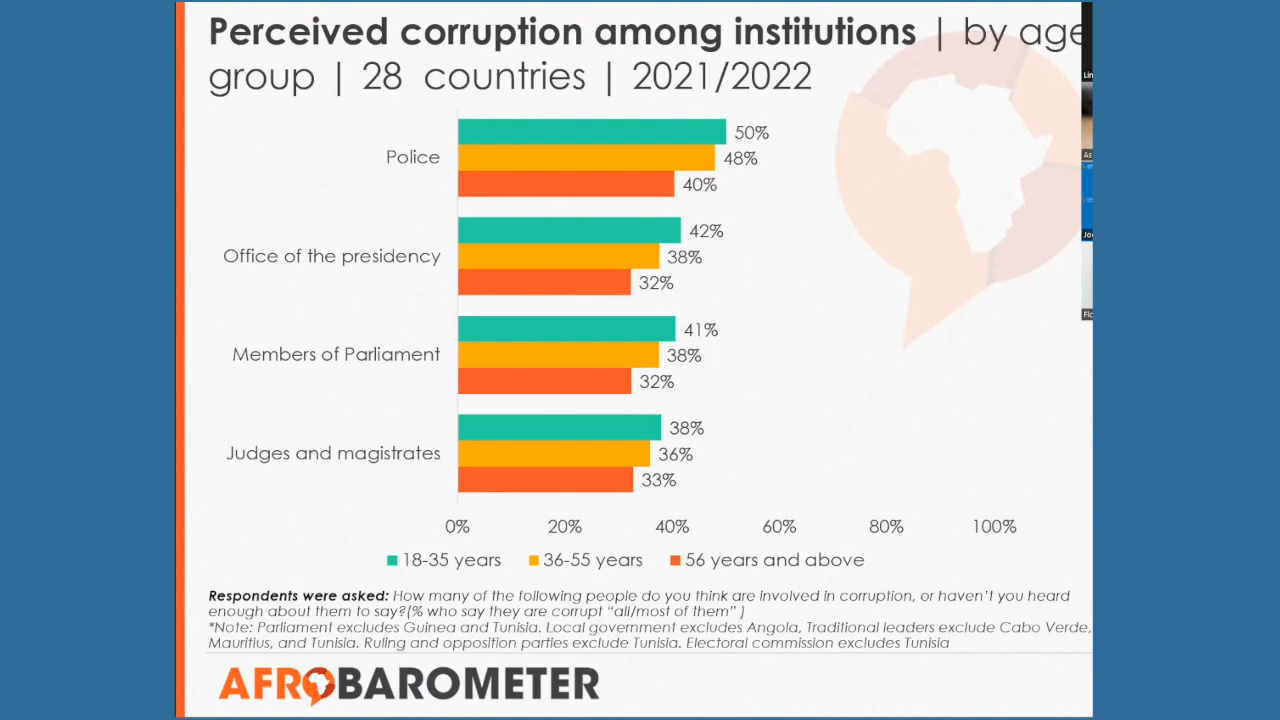 Perceived corruption among institutions | by age
group | 28 countries | 2021/2022
Police
50%
48%
40%
Office of the presidency
42%
38%
32%
Members of Parliament
41%
38%
32%
Judges and magistrates
38%
36%
33%
0% 20% 40% 60% 80% 100%
18-35 years 36-55 years 56 years and above
Respondents were asked: How many of the following people do you think are involved in corruption, or haven't you heard
enough about them to say?(% who say they are corrupt "all/most of them" )
*Note: Parliament excludes Guinea and Tunisia. Local government excludes Angola, Traditional leaders exclude Cabo Verde,
Mauritius, and Tunisia. Ruling and opposition parties exclude Tunisia. Electoral commission excludes Tunisia
AFROBAROMETER
Lin
As
Jo
Flo